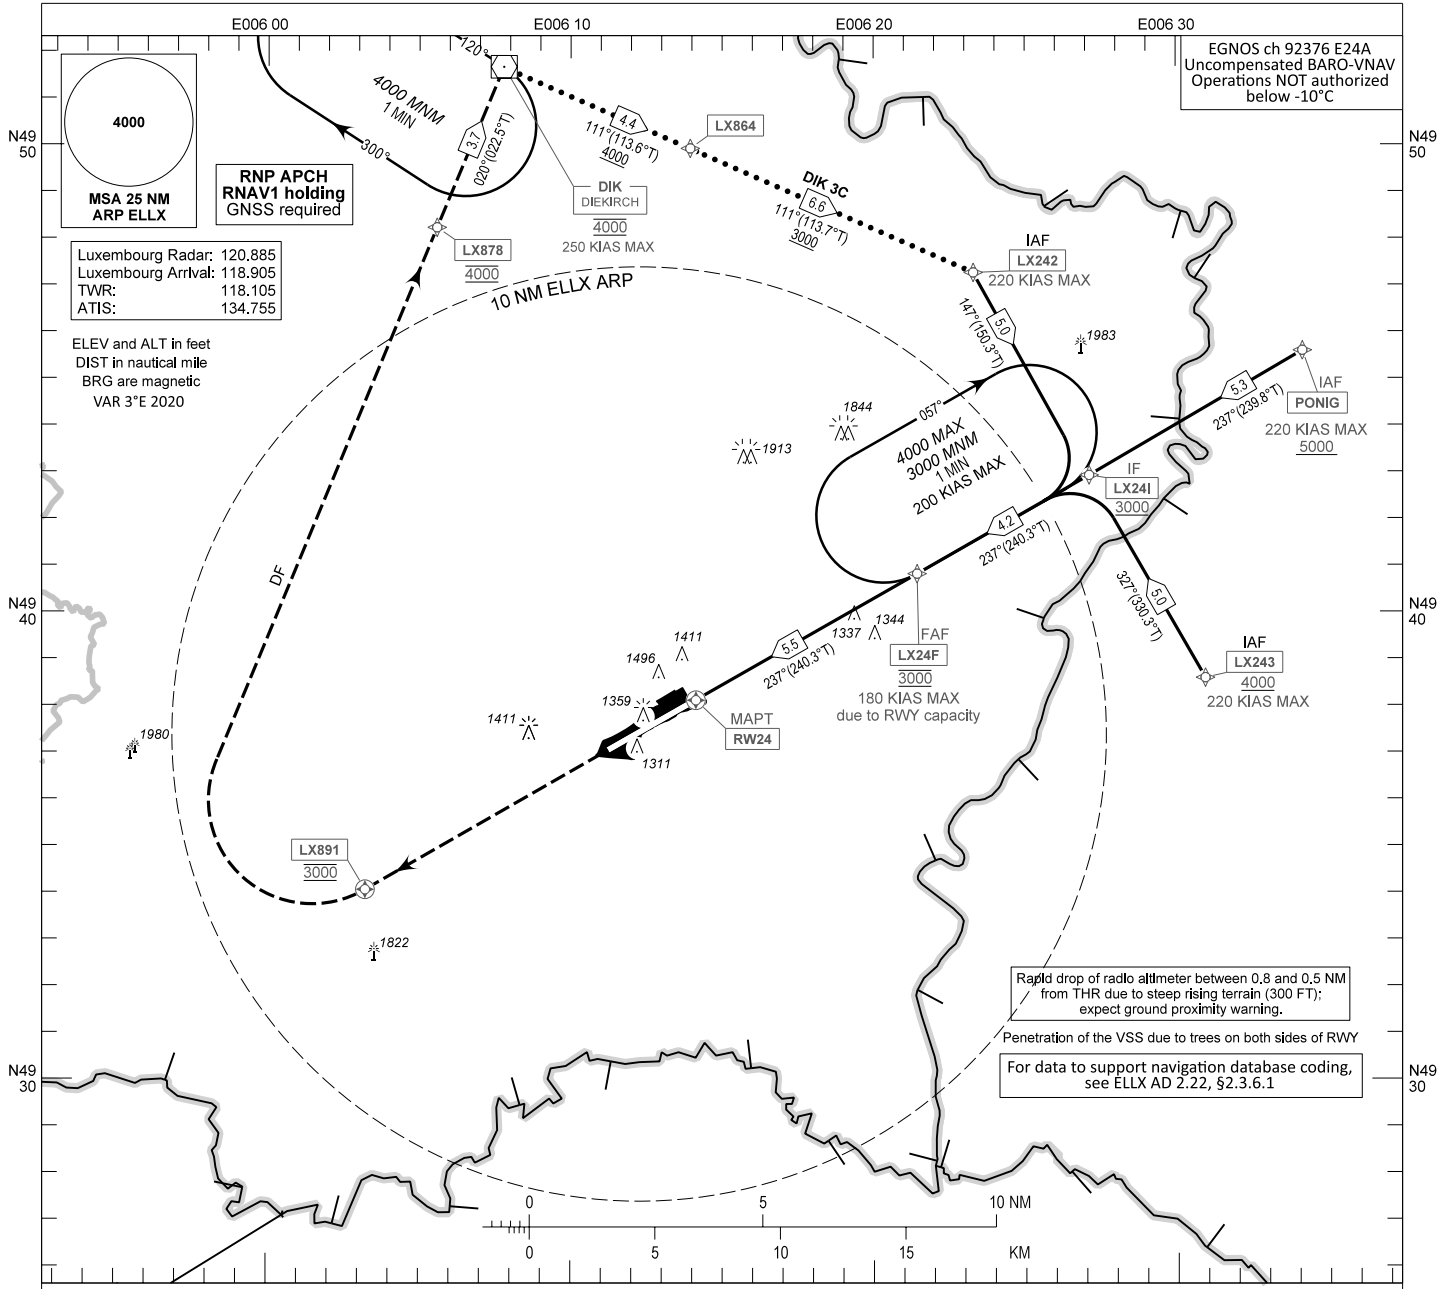 E006 00
E006 10
E006 20
E006 30
EGNOS ch 92376 E24A
Uncompensated BARO-VNAV
Operations NOT authorized
below -10°C
4000
MSA 25 NM
ARP ELLX
RNP APCH
RNAV1 holding
GNSS required
Luxembourg Radar: 120.885
Luxembourg Arrival: 118.905
TWR: 118.105
ATIS: 134.755
ELEV and ALT in feet
DIST in nautical mile
BRG are magnetic
VAR 3°E 2020
N49
50
N49
50
120°
4000 MNM
1 MIN
300°
3.7
020°(022.5°T)
4.4
111°(113.6°T)
4000
LX864
DIK
DIEKIRCH
4000
250 KIAS MAX
DIK 3C
6.6
111°(113.7°T)
3000
LX878
4000
10 NM ELLX ARP
IAF
LX242
220 KIAS MAX
147°(150.3°T)
5.0
1983
5.3
237°(239.8°T)
IAF
PONIG
220 KIAS MAX
5000
057°
4000 MAX
3000 MNM
1 MIN
200 KIAS MAX
1844
1913
IF
LX24I
3000
4.2
237°(240.3°T)
327°(330.3°T)
5.0
DF
N49
40
N49
40
IAF
LX243
4000
220 KIAS MAX
1337
1344
FAF
LX24F
3000
180 KIAS MAX
due to RWY capacity
5.5
237°(240.3°T)
1411
1496
1359
1411
1311
MAPT
RW24
1980
LX891
3000
1822
Rapid drop of radio altimeter between 0.8 and 0.5 NM
from THR due to steep rising terrain (300 FT);
expect ground proximity warning.
Penetration of the VSS due to trees on both sides of RWY
For data to support navigation database coding,
see ELLX AD 2.22, §2.3.6.1
N49
30
N49
30
0 5 10 NM
0 5 10 15 KM